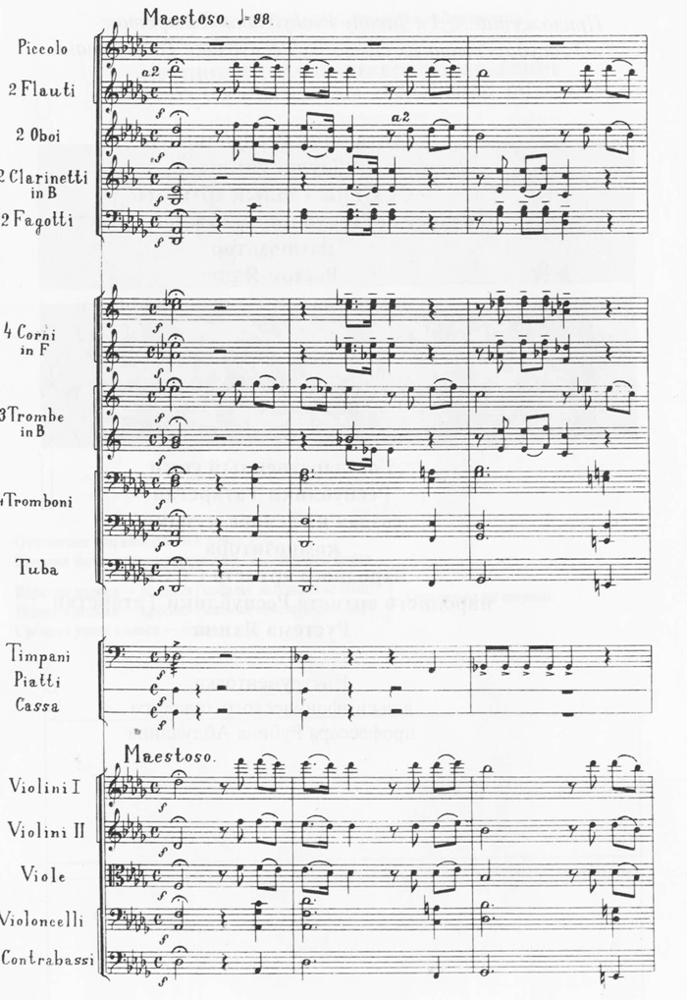 Maestoso. ♩=98.
Piccolo
a2
2 Flauti
2 Oboi
a2
2 Clarinetti
in B
2 Fagotti
4 Corni
in F
3 Trombe
in B
Tromboni
Tuba
Timpani
Piatti
Cassa
Maestoso.
Violini I
Violini II
Viole
Violoncelli
Contrabassi